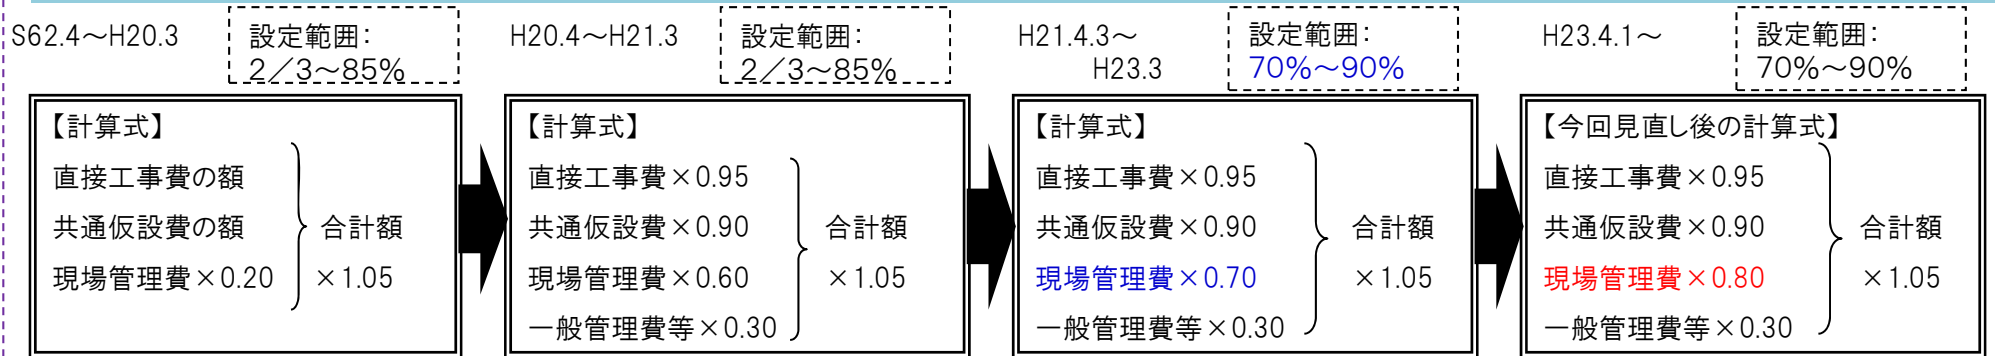 S62.4～H20.3
設定範囲：
2／3～85%
【計算式】
直接工事費の額
共通仮設費の額
現場管理費×0.20
合計額
×1.05
H20.4～H21.3
設定範囲：
2／3～85%
【計算式】
直接工事費×0.95
共通仮設費×0.90
現場管理費×0.60
一般管理費等×0.30
合計額
×1.05
H21.4.3～
H23.3
設定範囲：
70%～90%
【計算式】
直接工事費×0.95
共通仮設費×0.90
現場管理費×0.70
一般管理費等×0.30
合計額
×1.05
H23.4.1～
設定範囲：
70%～90%
【今回見直し後の計算式】
直接工事費×0.95
共通仮設費×0.90
現場管理費×0.80
一般管理費等×0.30
合計額
×1.05